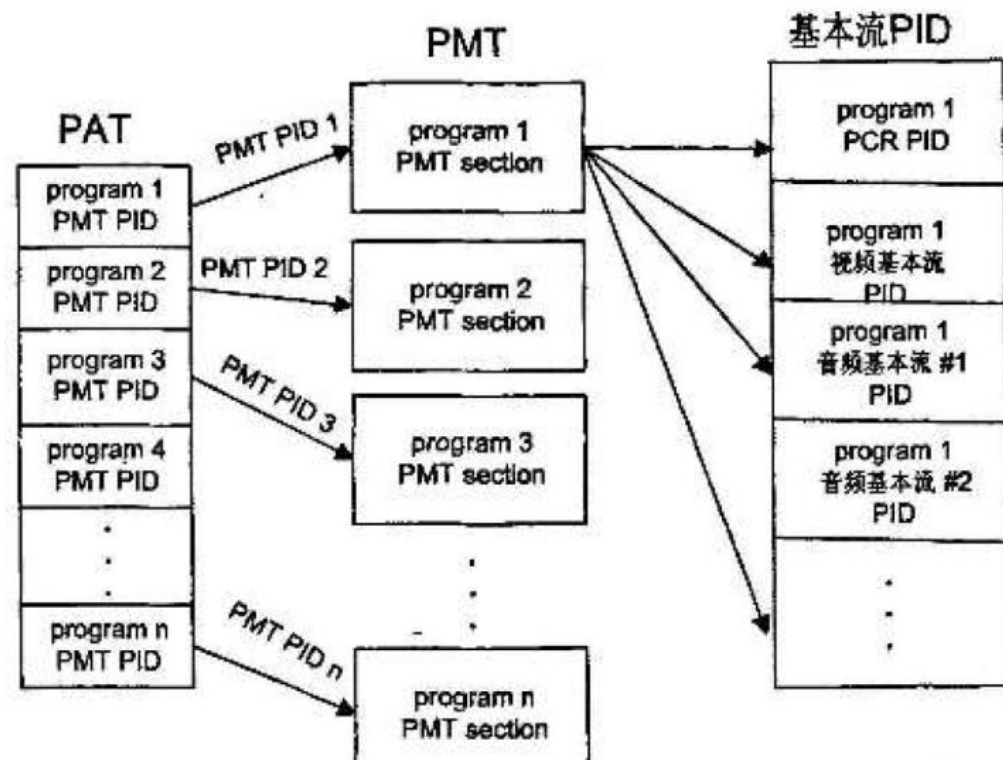 PAT
program 1
PMT PID
program 2
PMT PID
program 3
PMT PID
program 4
PMT PID
program n
PMT PID
PMT PID 1
PMT PID 2
PMT PID 3
PMT PID n
PMT
program 1
PMT section
program 2
PMT section
program 3
PMT section
program n
PMT section
基本流PID
program 1
PCR PID
program 1
视频基本流
PID
program 1
音频基本流 #1
PID
program 1
音频基本流 #2
PID